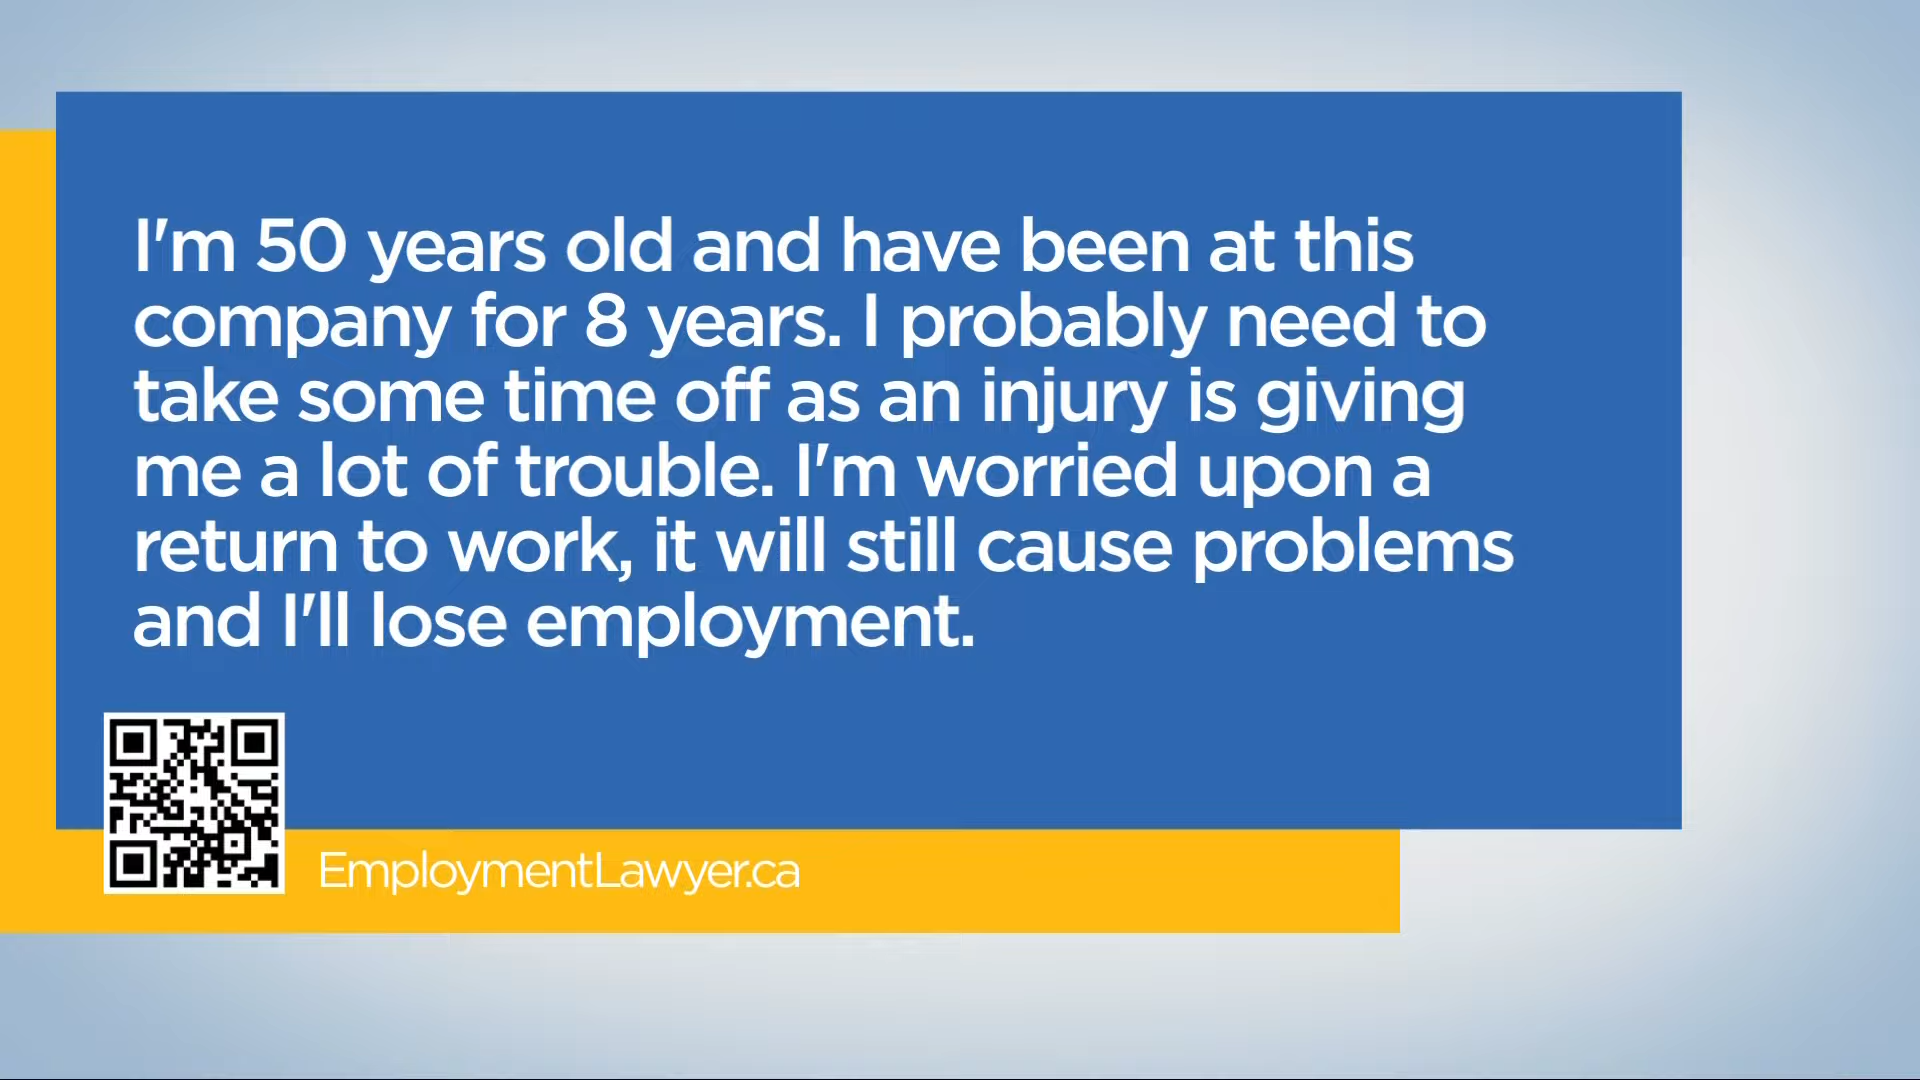 I'm 50 years old and have been at this
company for 8 years. I probably need to
take some time off as an injury is giving
me a lot of trouble. I'm worried upon a
return to work, it will still cause problems
and I'll lose employment.
EmploymentLawyer.ca